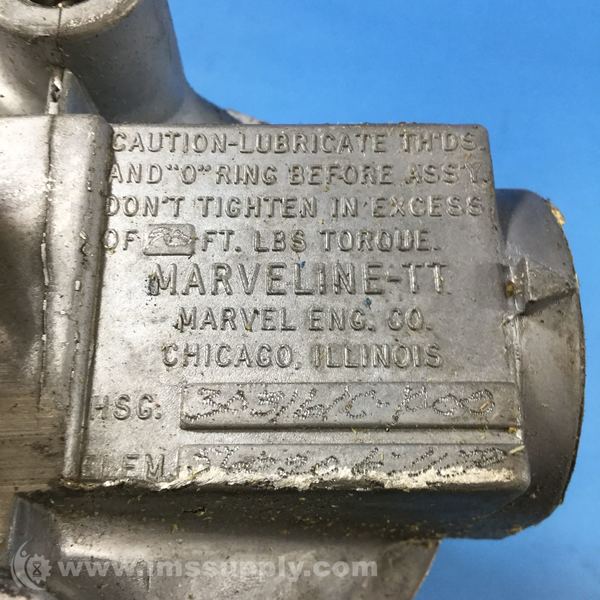 CAUTION-LUBRICATE TH'DS.
AND "O" RING BEFORE ASS'Y.
DON'T TIGHTEN IN EXCESS
OF FT. LBS TORQUE.
MARVELINE-TT
MARVEL ENG. CO.
CHICAGO, ILLINOIS
HSG:
ELEM.
www.imssupply.com